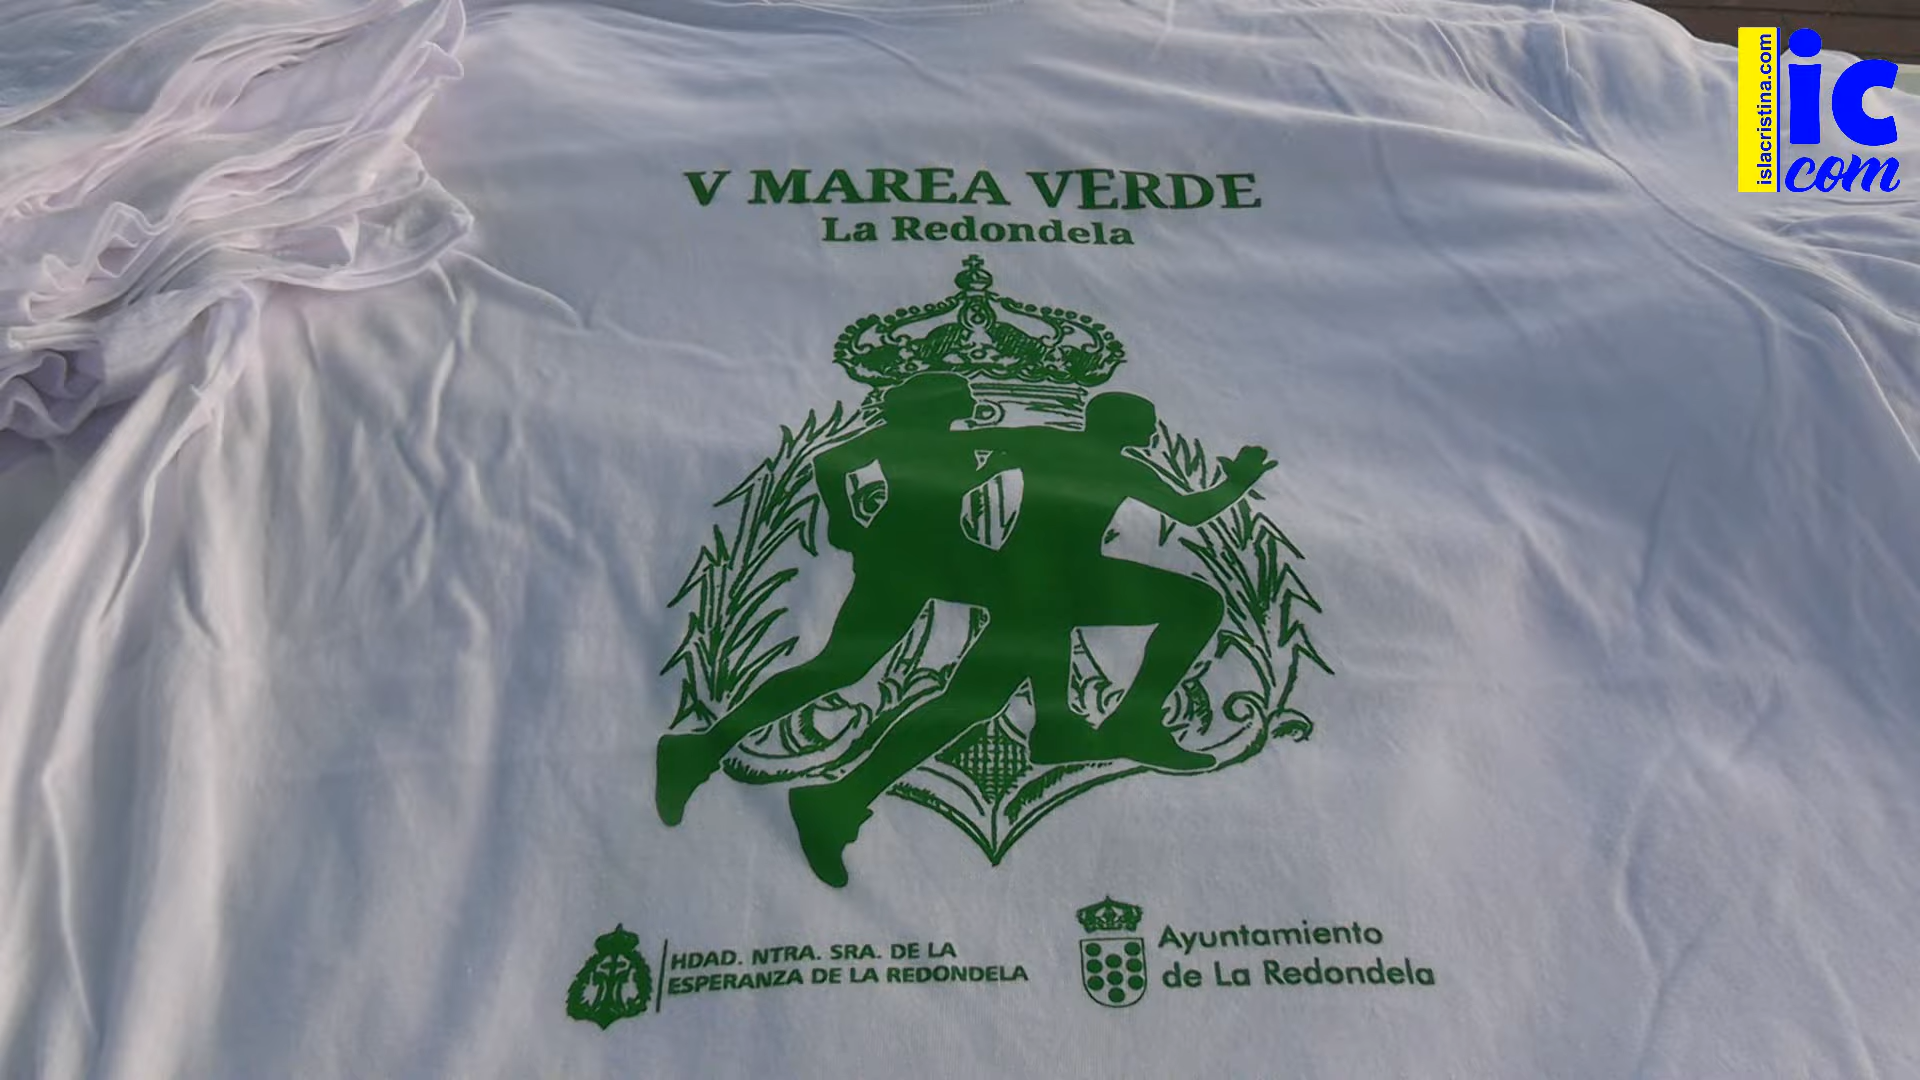 V MAREA VERDE
La Redondela
HDAD. NTRA. SRA. DE LA
ESPERANZA DE LA REDONDELA
Ayuntamiento
de La Redondela
islacristina.com
ic
com